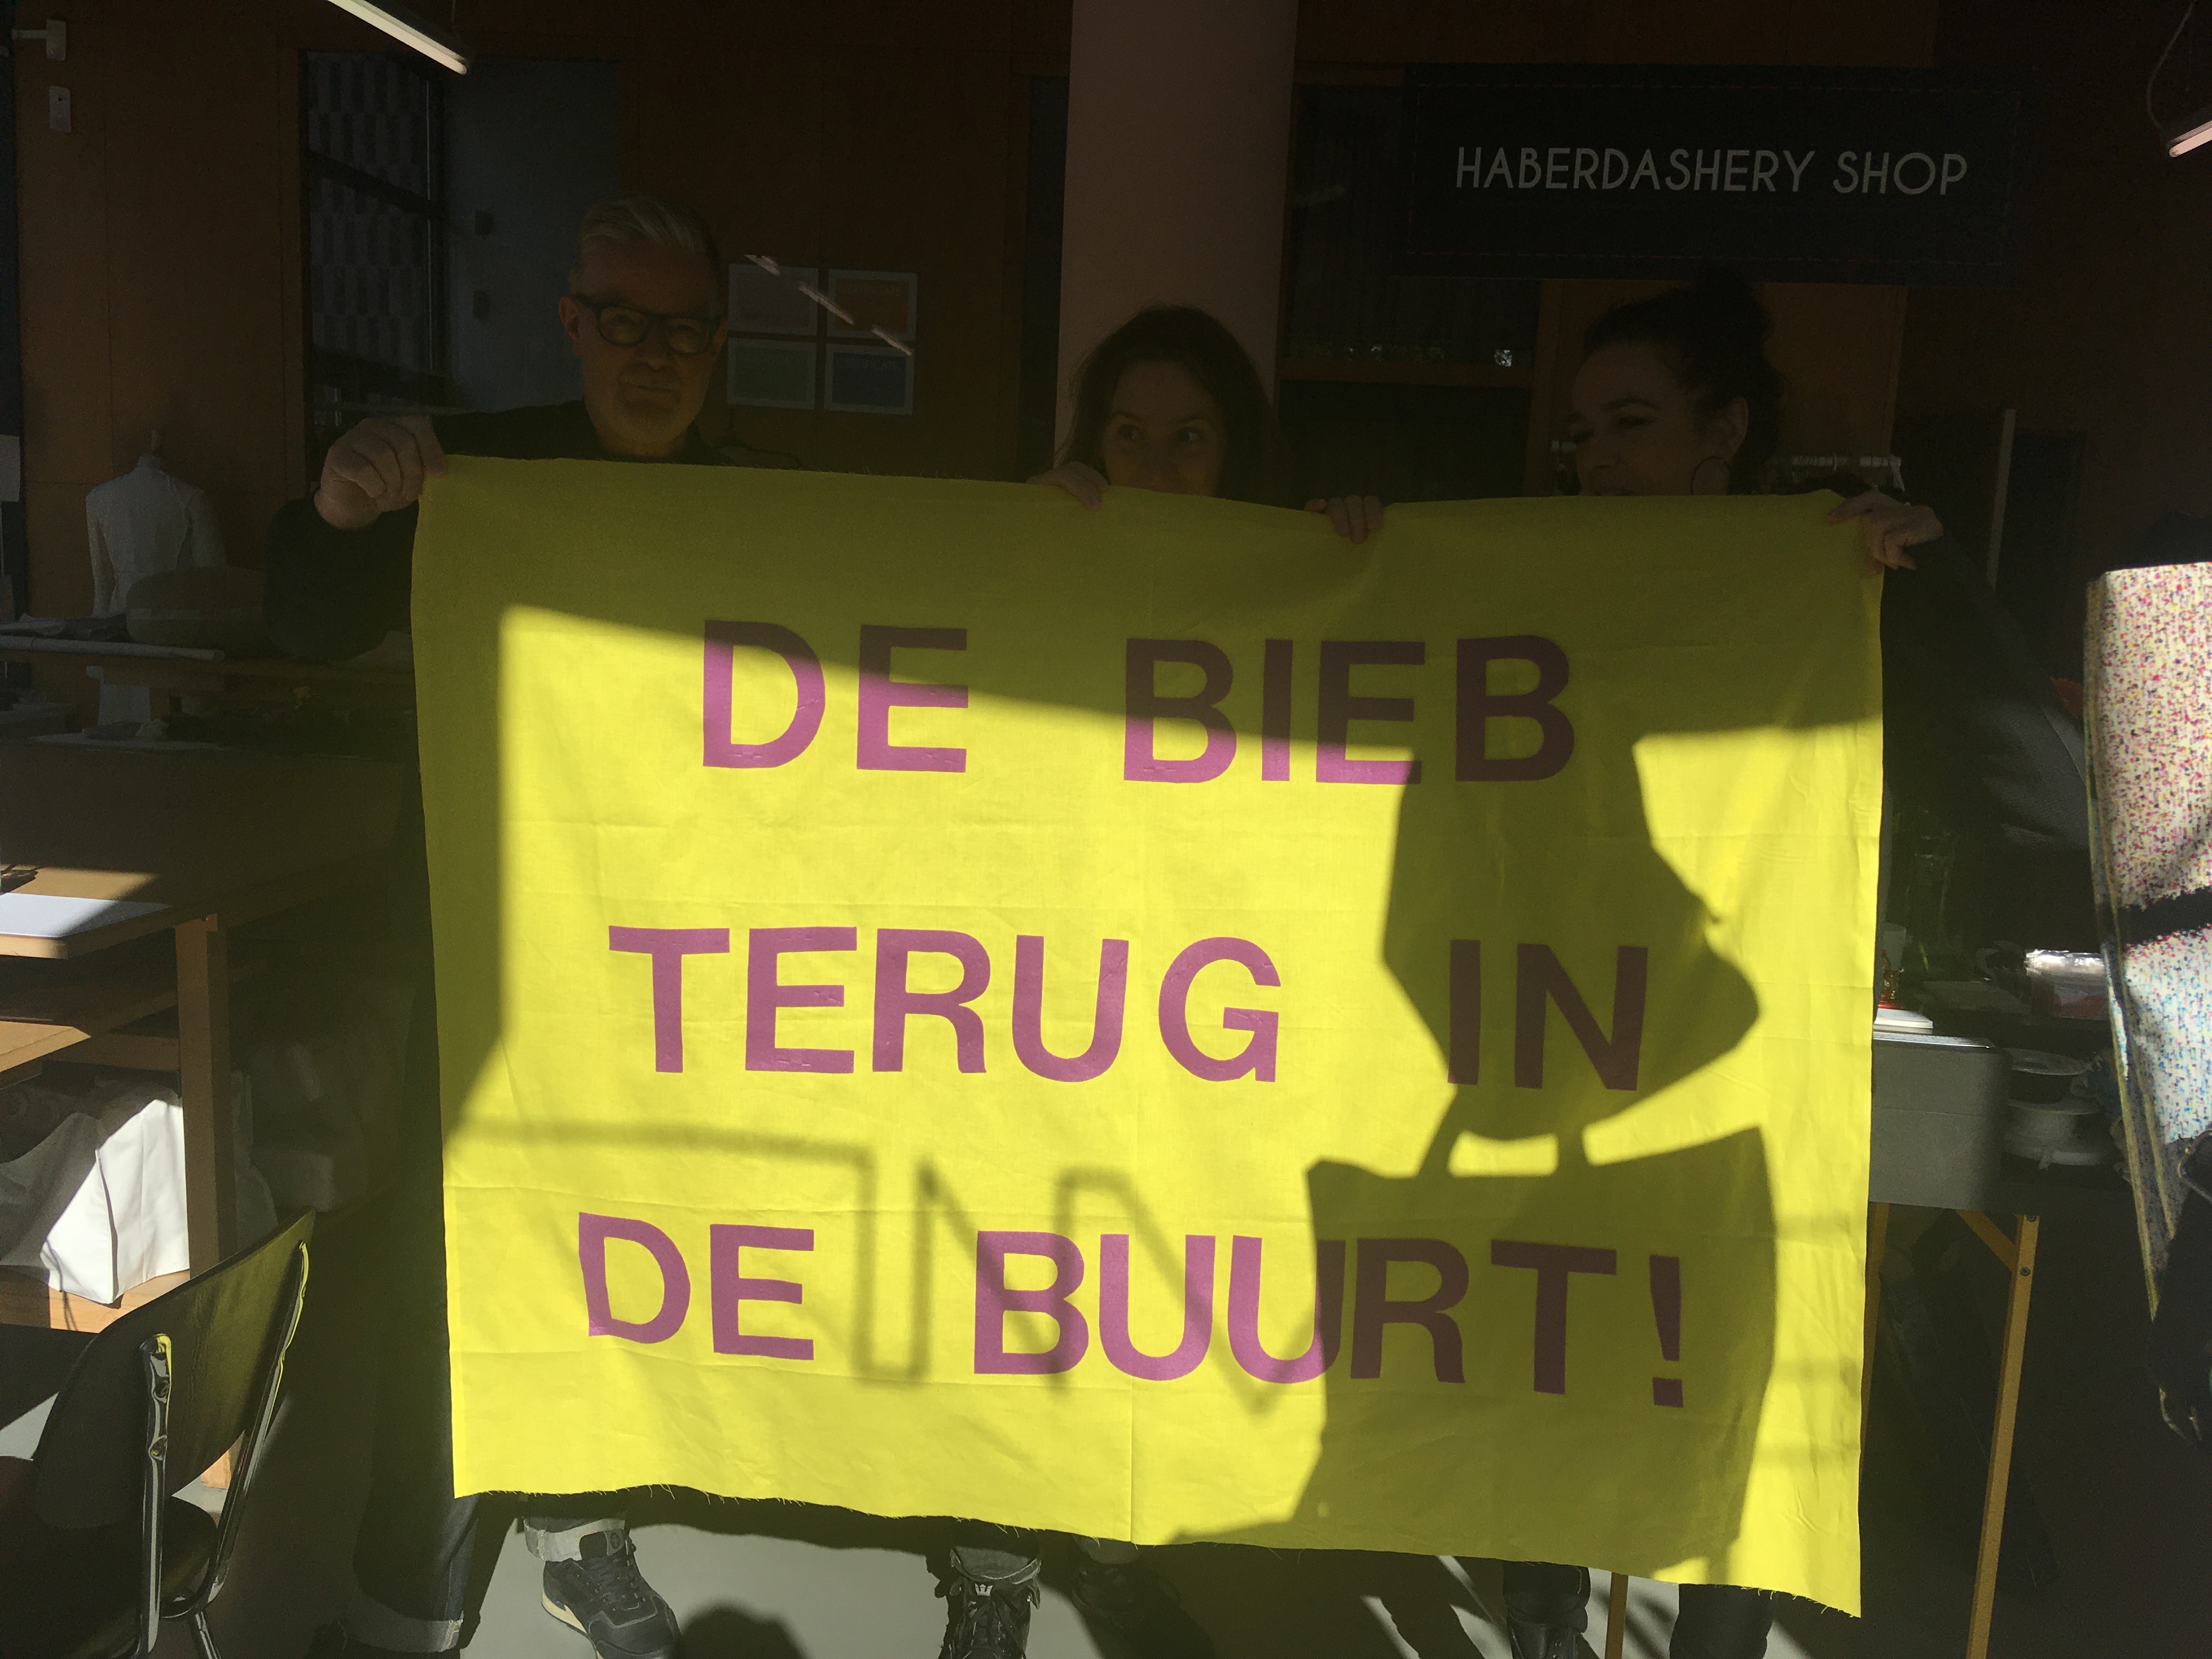 HABERDASHERY SHOP
DE BIEB
TERUG IN
DE BUURT!